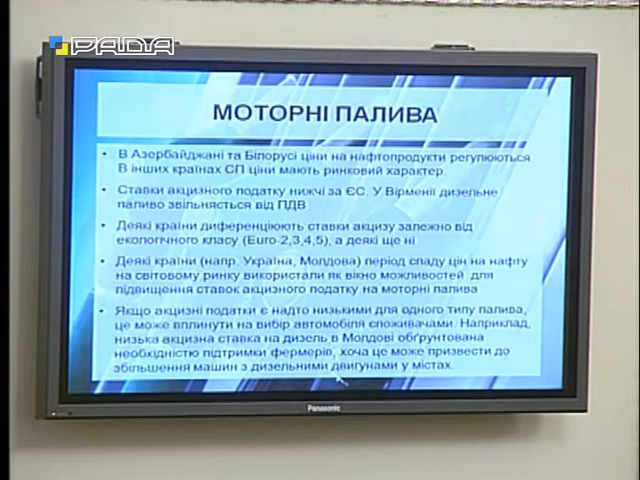 РАДА
МОТОРНІ ПАЛИВА
• В Азербайджані та Білорусі ціни на нафтопродукти регулюються
В інших країнах СП ціни мають ринковий характер.
• Ставки акцизного податку нижчі за ЄС. У Вірменії дизельне
паливо звільняється від ПДВ
• Деякі країни диференціюють ставки акцизу залежно від
екологічного класу (Euro-2,3,4,5), а деякі ще ні
• Деякі країни (напр. Україна, Молдова) період спаду цін на нафту
на світовому ринку використали як вікно можливостей для
підвищення ставок акцизного податку на моторні палива
• Якщо акцизні податки є надто низькими для одного типу палива,
це може вплинути на вибір автомобіля споживачами. Наприклад,
низька акцизна ставка на дизель в Молдові обґрунтована
необхідністю підтримки фермерів, хоча це може призвести до
збільшення машин з дизельними двигунами у містах
Panasonic